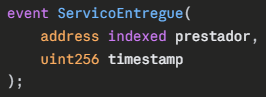 event ServicoEntregue(
    address indexed prestador,
    uint256 timestamp
);